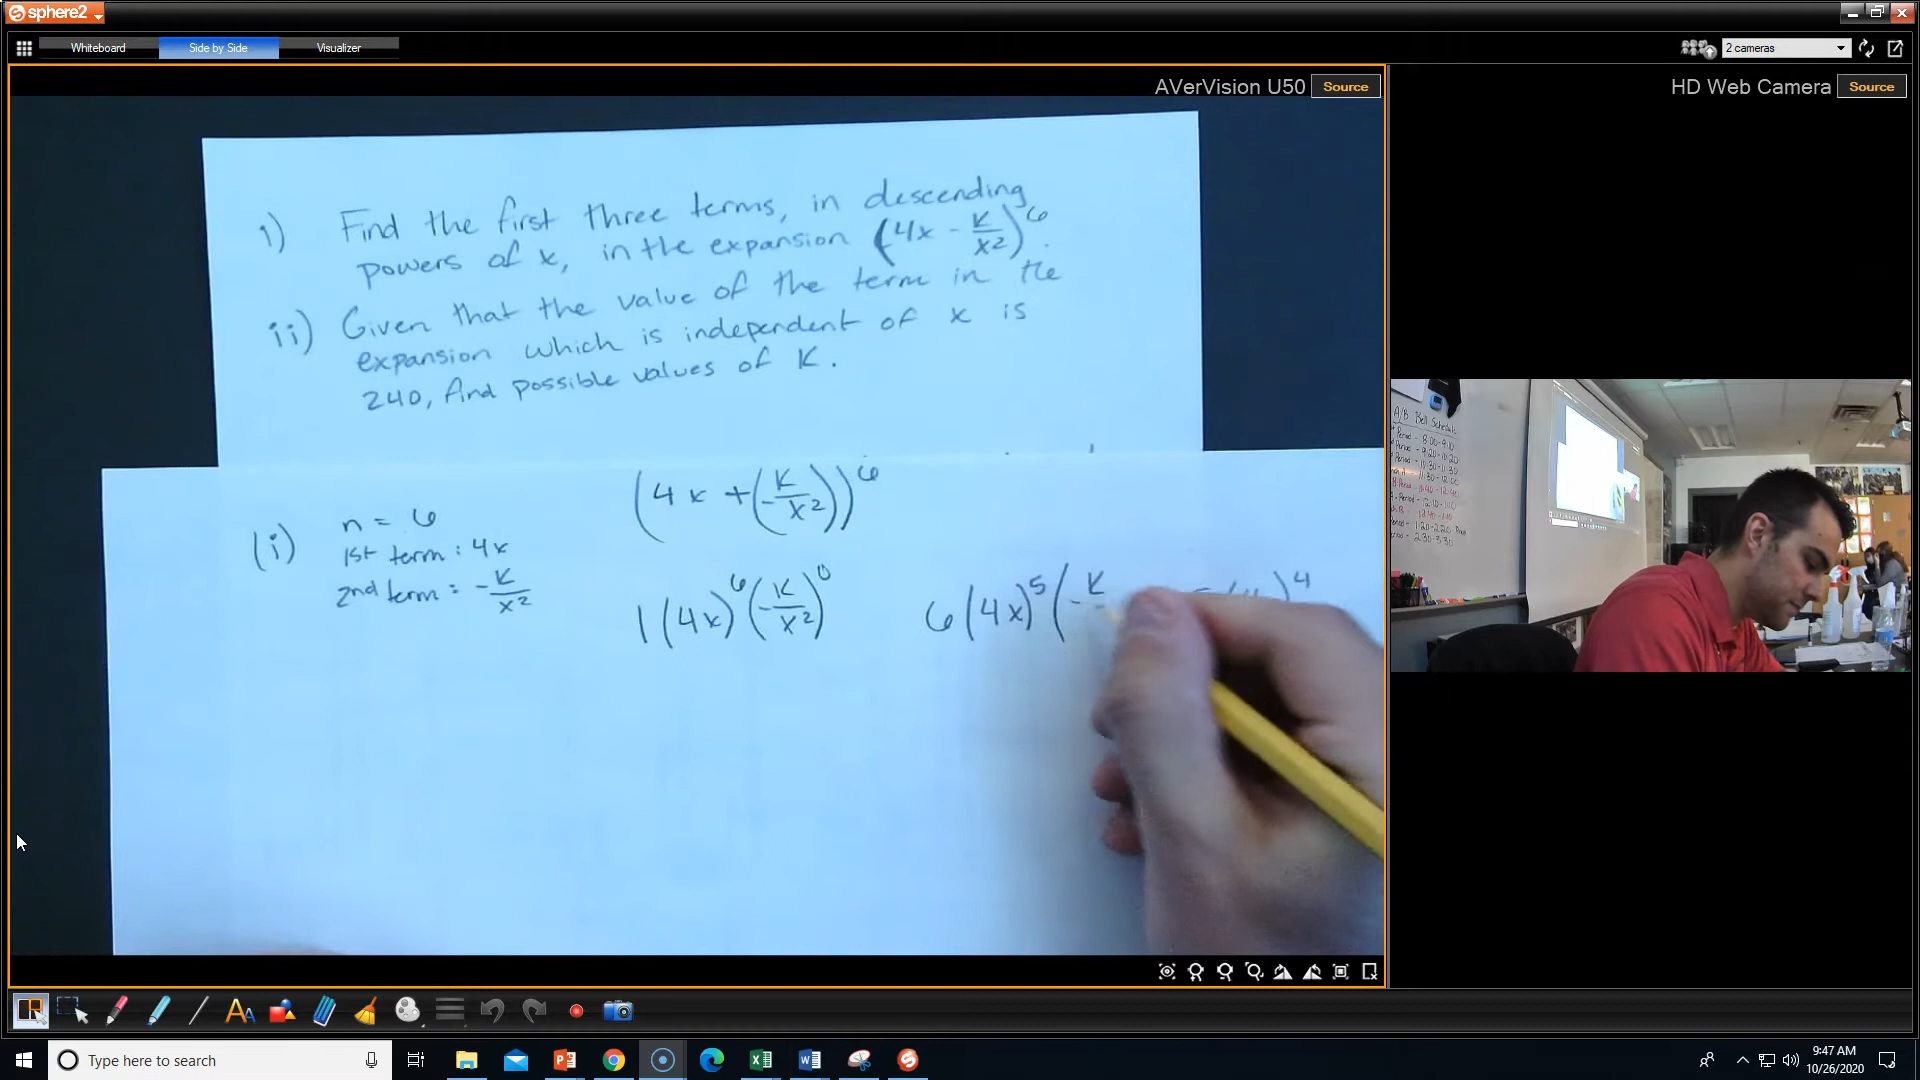 sphere2
Whiteboard Side by Side Visualizer
2 cameras
AVerVision U50 Source
HD Web Camera Source
i) Find the first three terms, in descending
powers of x, in the expansion (4x - K/x²)⁶.
ii) Given that the value of the term in the
expansion which is independent of x is
240, find possible values of K.
(4x + (-K/x²))⁶
(i) n = 6
1st term : 4x
2nd term : -K/x²
1(4x)⁶(-K/x²)⁰ 6(4x)⁵(-K )⁴
A/B Bell Schedule
Type here to search
9:47 AM
10/26/2020